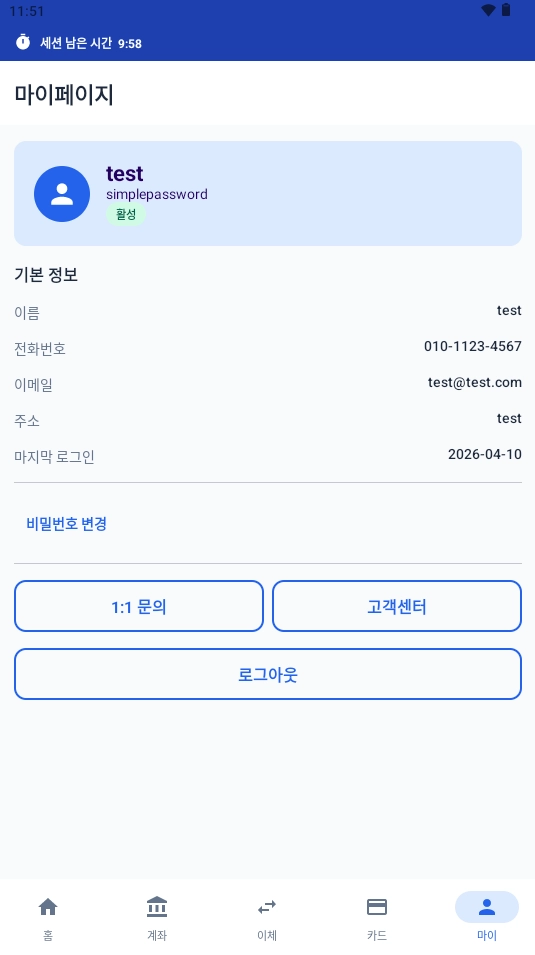 11:51
세션 남은 시간 9:58
마이페이지
test
simplepassword
활성
기본 정보
이름 test
전화번호 010-1123-4567
이메일 test@test.com
주소 test
마지막 로그인 2026-04-10
비밀번호 변경
1:1 문의 고객센터
로그아웃
홈 계좌 이체 카드 마이